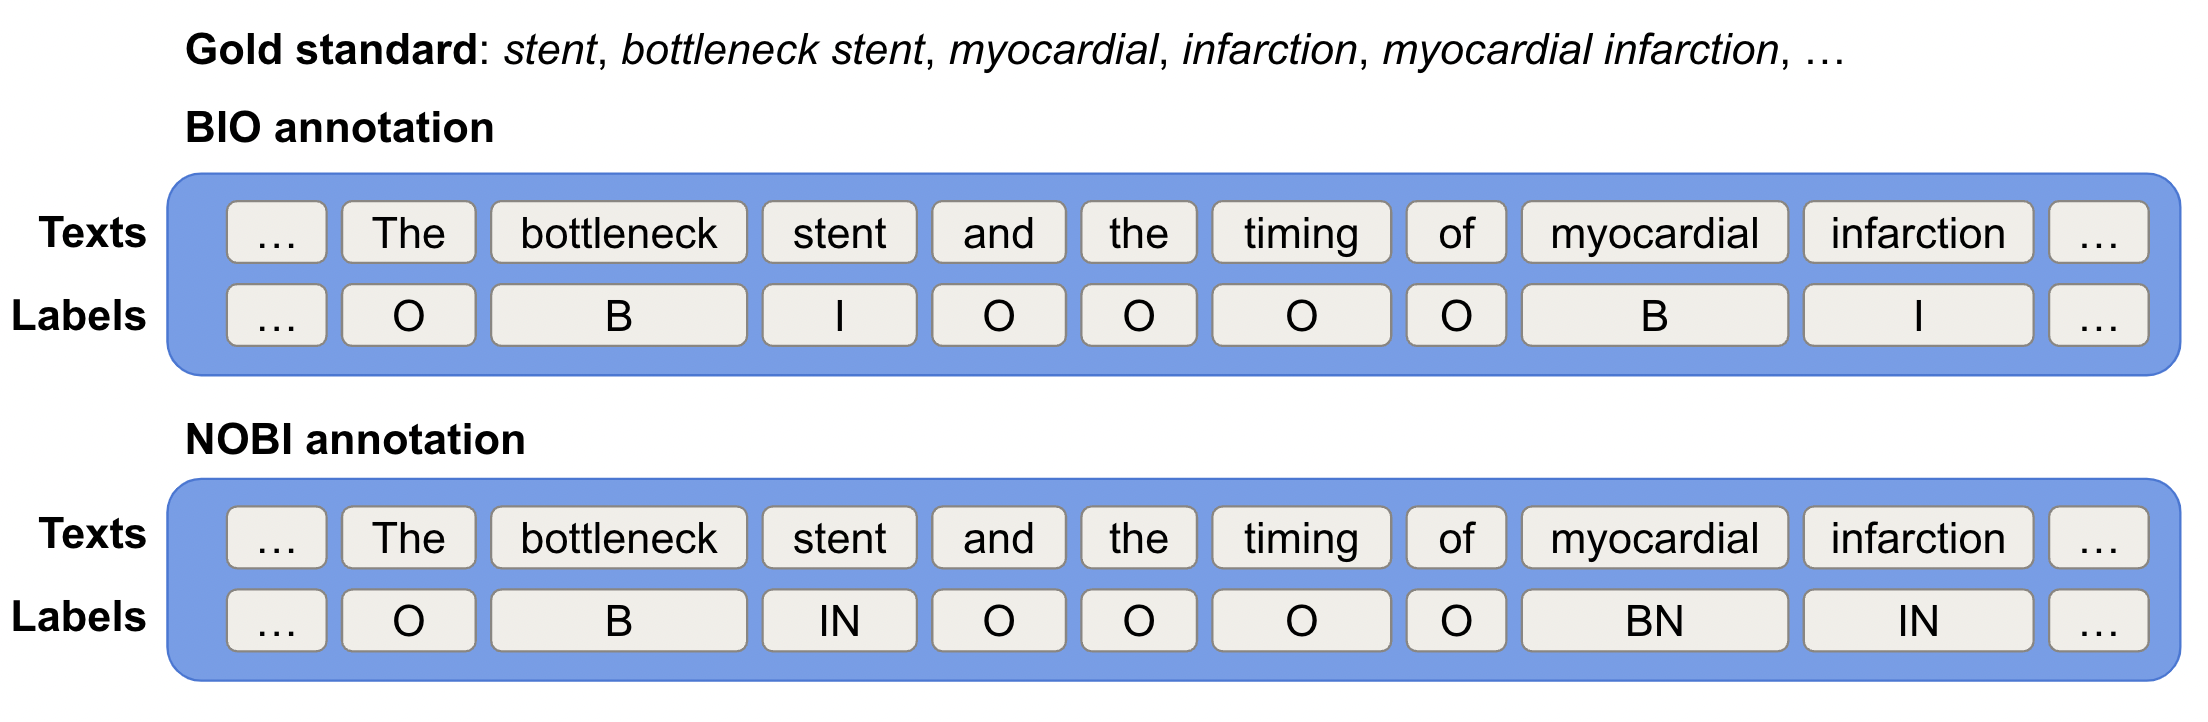 Gold standard: stent, bottleneck stent, myocardial, infarction, myocardial infarction, …
BIO annotation
Texts … The bottleneck stent and the timing of myocardial infarction …
Labels … O B I O O O O B I …
NOBI annotation
Texts … The bottleneck stent and the timing of myocardial infarction …
Labels … O B IN O O O O BN IN …